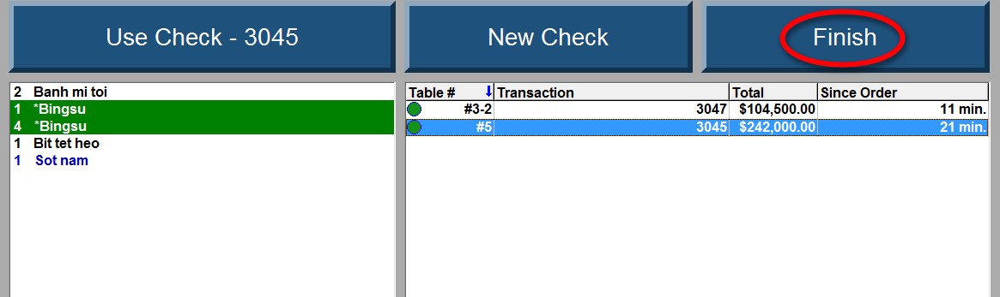 Use Check - 3045
New Check
Finish
2 Banh mi toi
1 *Bingsu
4 *Bingsu
1 Bit tet heo
1 Sot nam
Table # Transaction Total Since Order
#3-2 3047 $104,500.00 11 min.
#5 3045 $242,000.00 21 min.